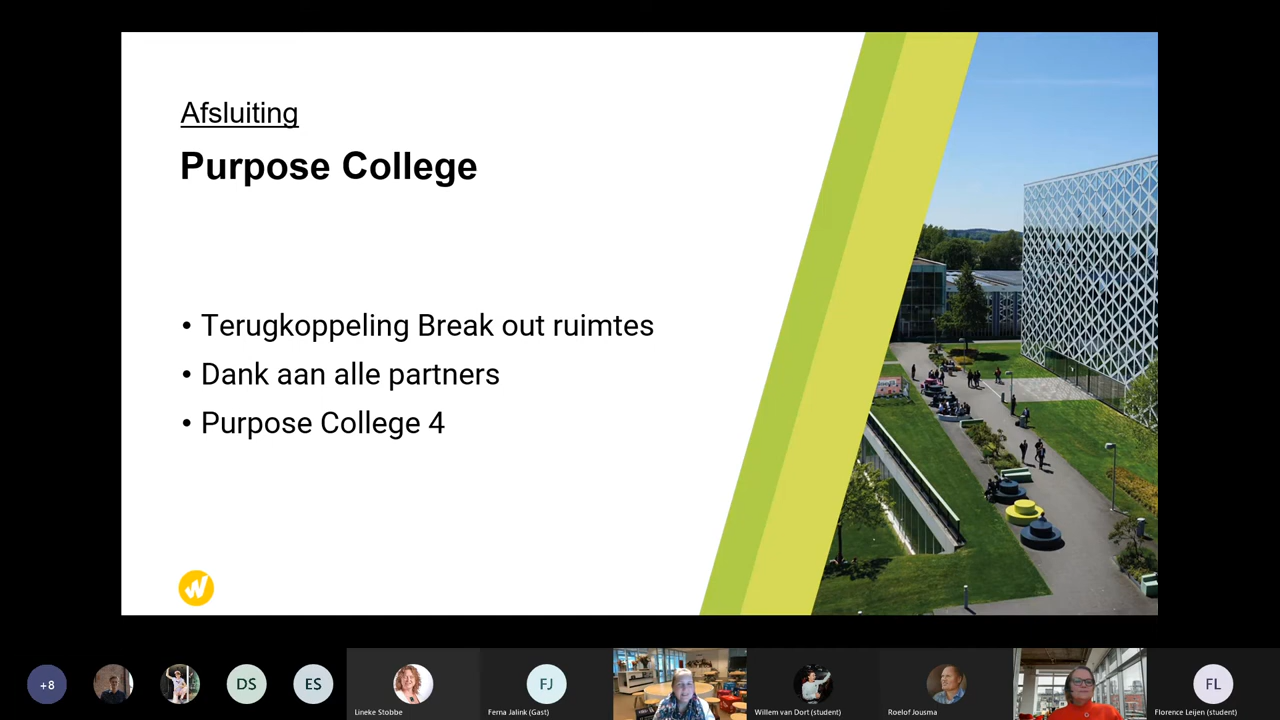 Afsluiting
Purpose College
• Terugkoppeling Break out ruimtes
• Dank aan alle partners
• Purpose College 4
W
+8
DS
ES
Lineke Stobbe
FJ
Ferna Jalink (Gast)
Willem van Dort (student)
Roelof Jousma
FL
Florence Leijen (student)